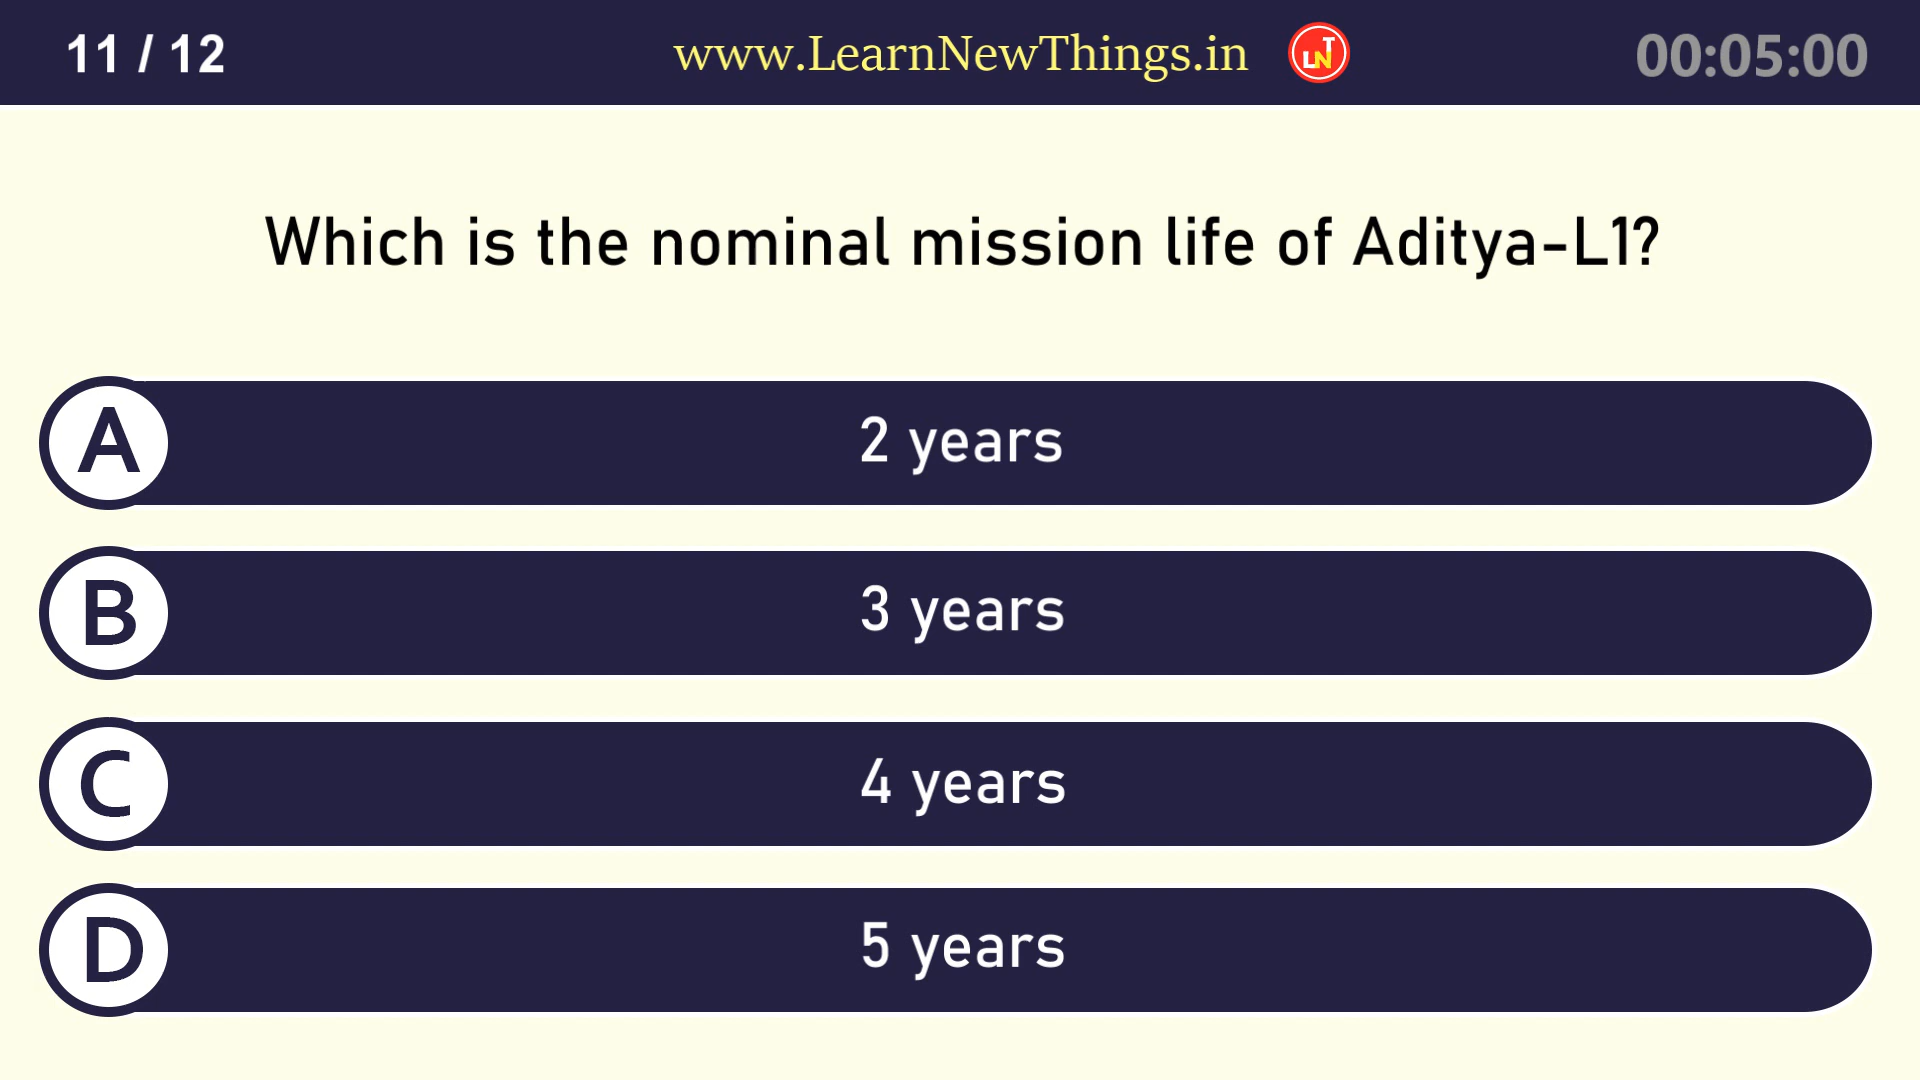 11 / 12
www.LearnNewThings.in
LNT
00:05:00
Which is the nominal mission life of Aditya-L1?
A
2 years
B
3 years
C
4 years
D
5 years